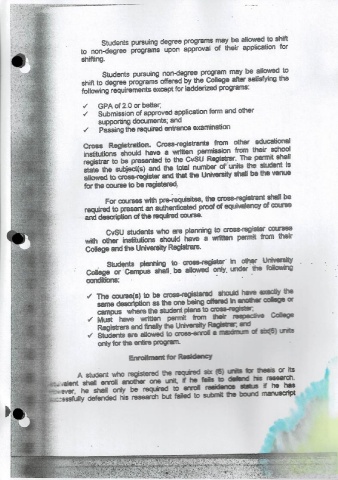 Students pursuing degree programs may be allowed to shift
to non-degree programs upon approval of their application for
shifting.
Students pursuing non-degree program may be allowed to
shift to degree programs offered by the College after satisfying the
following requirements except for ladderized programs:
✓ GPA of 2.0 or better;
✓ Submission of approved application form and other
supporting documents; and
✓ Passing the required entrance examination
Cross Registration. Cross-registrants from other educational
institutions should have a written permission from their school
registrar to be presented to the CvSU Registrar. The permit shall
state the subject(s) and the total number of units the student is
allowed to cross-register and that the University shall be the venue
for the course to be registered.
For courses with pre-requisites, the cross-registrant shall be
required to present an authenticated proof of equivalency of course
and description of the required course.
CvSU students who are planning to cross-register courses
with other institutions should have a written permit from their
College and the University Registrars.
Students planning to cross-register in other University
College or Campus shall be allowed only under the following
conditions:
✓ The course(s) to be cross-registered should have exactly the
same description as the one being offered in another college or
campus where the student plans to cross-register;
✓ Must have written permit from their respective College
Registrars and finally the University Registrar; and
✓ Students are allowed to cross-enroll a maximum of six(6) units
only for the entire program.
Enrollment for Residency
A student who registered the required six (6) units for thesis or its
shall enroll another one unit, if he fails to defend his research.
he shall only be required to enroll residence status if he has
defended his research but failed to submit the bound manuscript